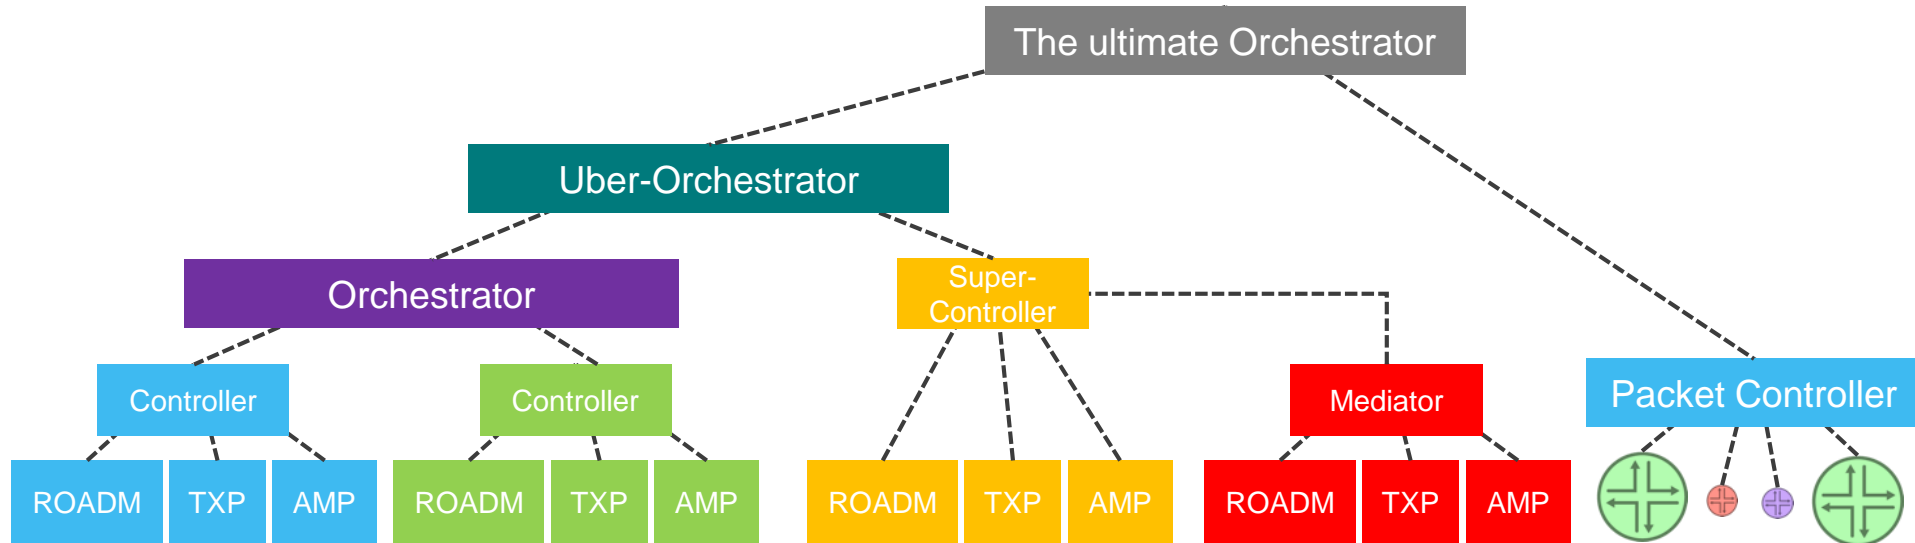 The ultimate Orchestrator
Uber-Orchestrator
Orchestrator
Super-
Controller
Controller
Controller
Mediator
Packet Controller
ROADM
TXP
AMP
ROADM
TXP
AMP
ROADM
TXP
AMP
ROADM
TXP
AMP